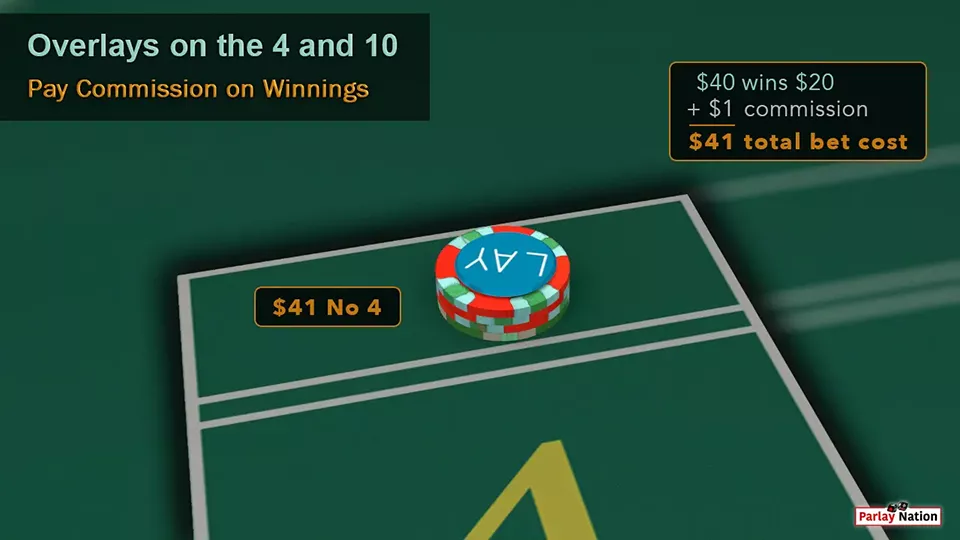 Overlays on the 4 and 10
Pay Commission on Winnings
$40 wins $20
+ $1 commission
$41 total bet cost
LAY
$41 No 4
4
Parlay Nation